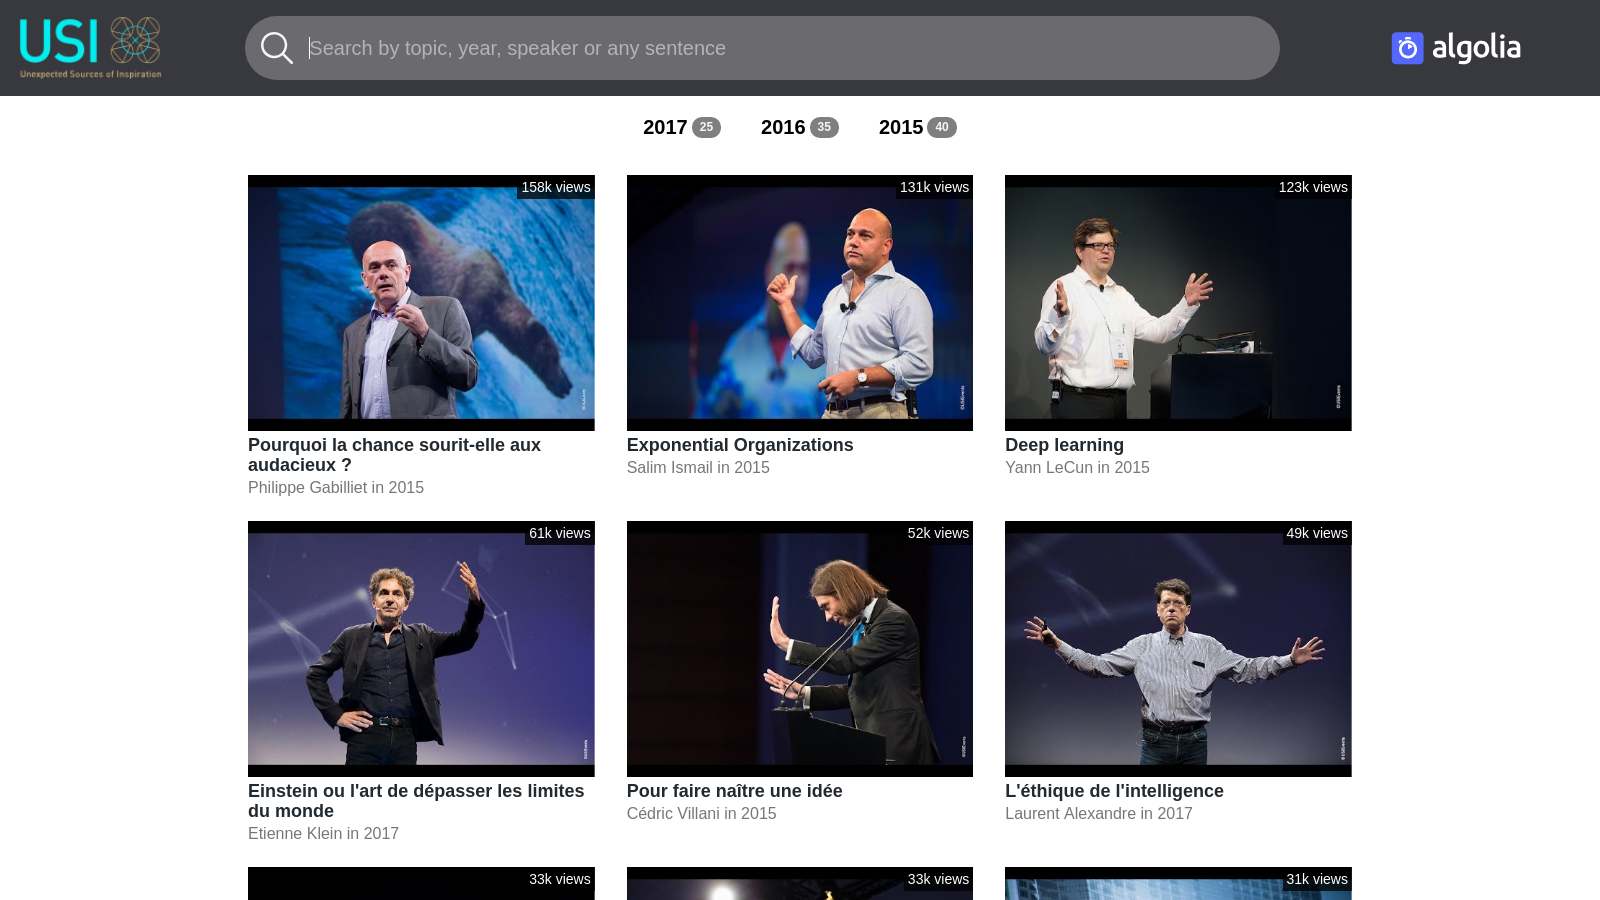 USI
Unexpected Sources of Inspiration
Search by topic, year, speaker or any sentence
algolia
2017 25
2016 35
2015 40
158k views
Pourquoi la chance sourit-elle aux
audacieux ?
Philippe Gabilliet in 2015
131k views
Exponential Organizations
Salim Ismail in 2015
123k views
Deep learning
Yann LeCun in 2015
61k views
Einstein ou l'art de dépasser les limites
du monde
Etienne Klein in 2017
52k views
Pour faire naître une idée
Cédric Villani in 2015
49k views
L'éthique de l'intelligence
Laurent Alexandre in 2017
33k views
33k views
31k views